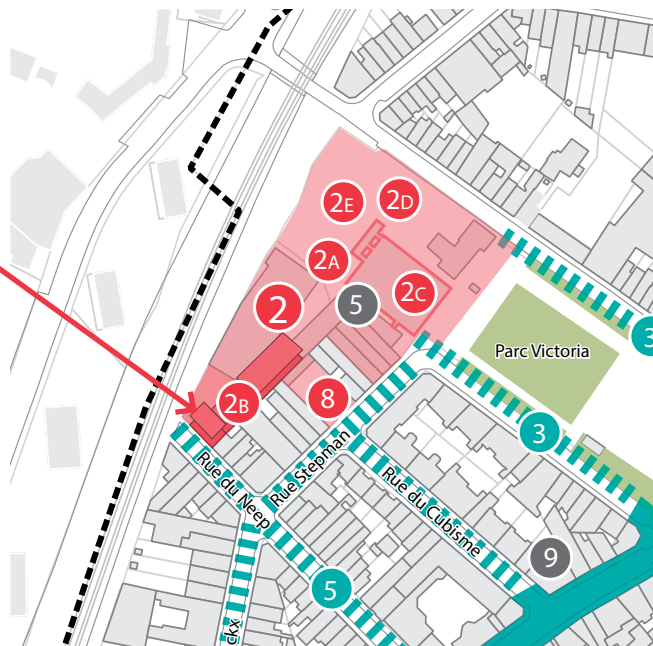 2E
2D
2A
2C
2
5
3
Parc Victoria
2B
8
3
Rue Stepman
Rue du Neep
Rue du Cubisme
9
5
ckx